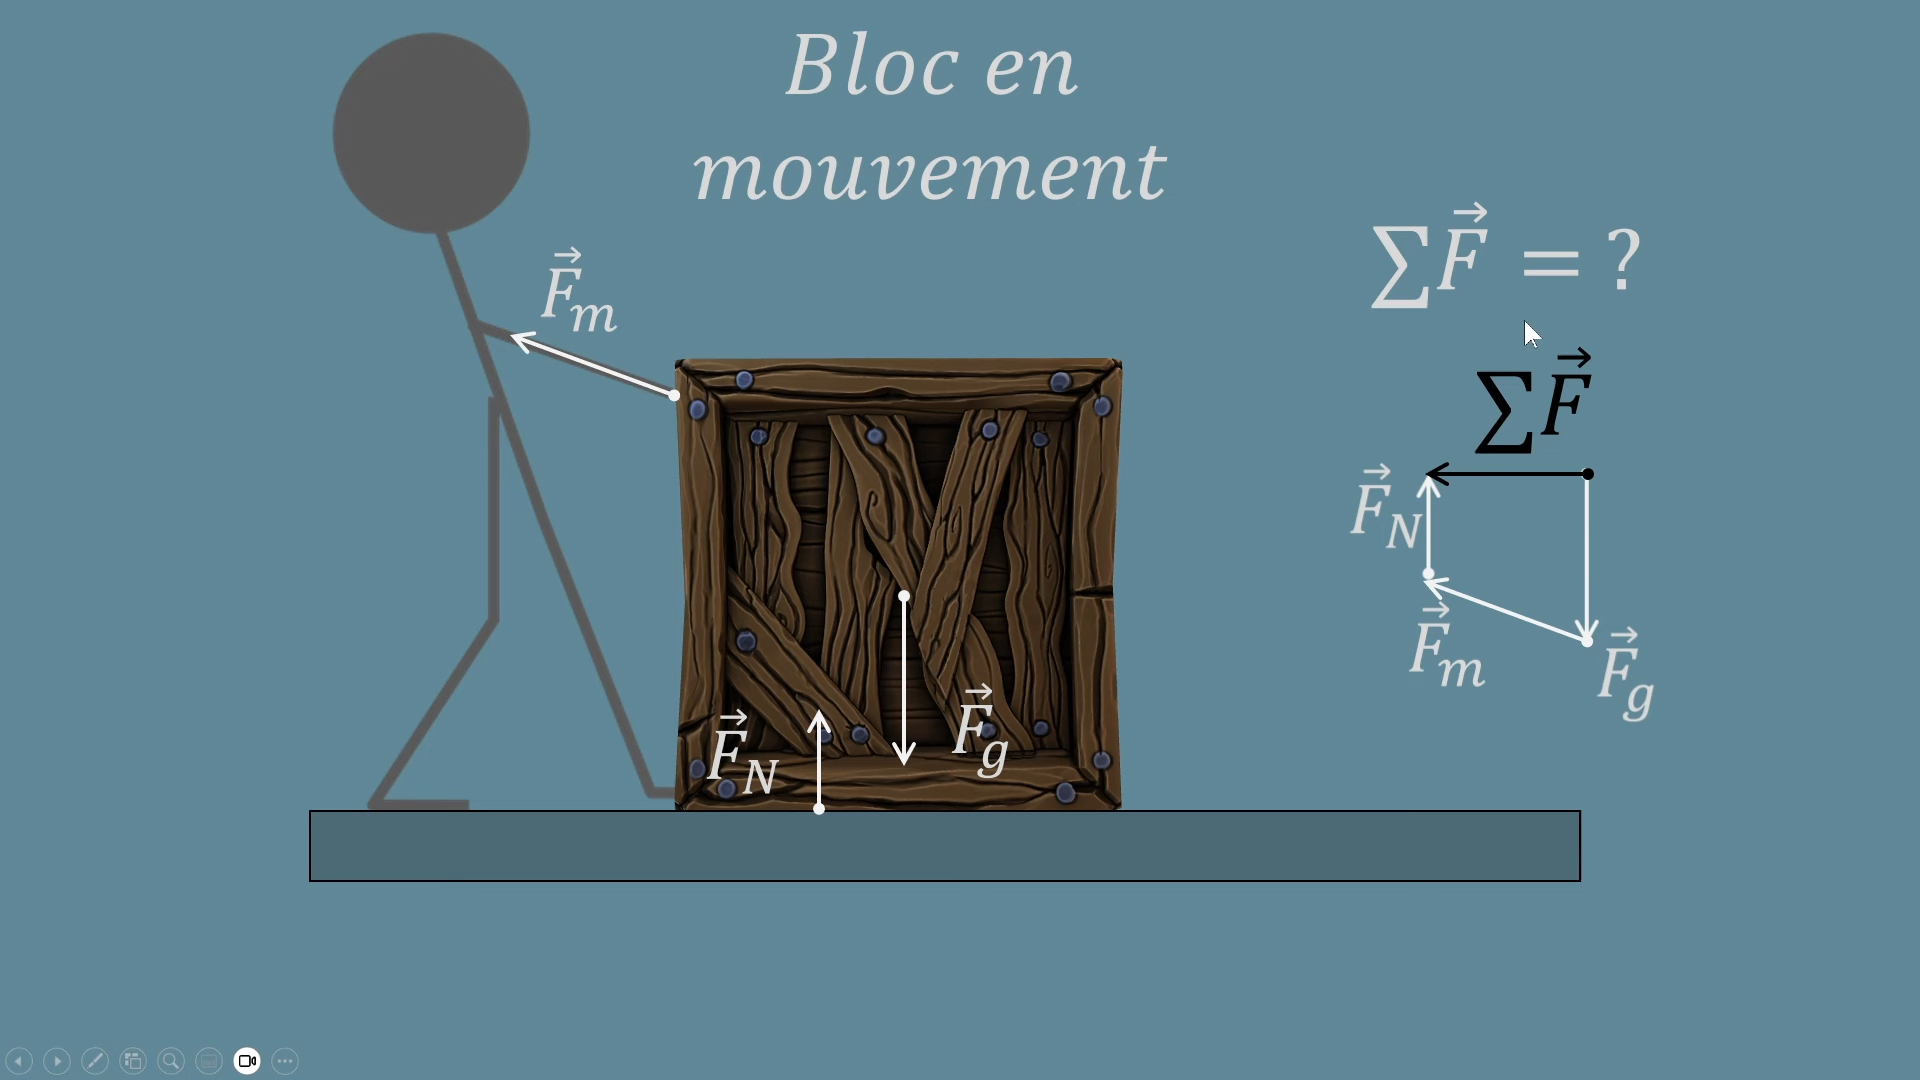 Bloc en
mouvement
F⃗m
∑F⃗ = ?
∑F⃗
F⃗N
F⃗m
F⃗g
F⃗N
F⃗g